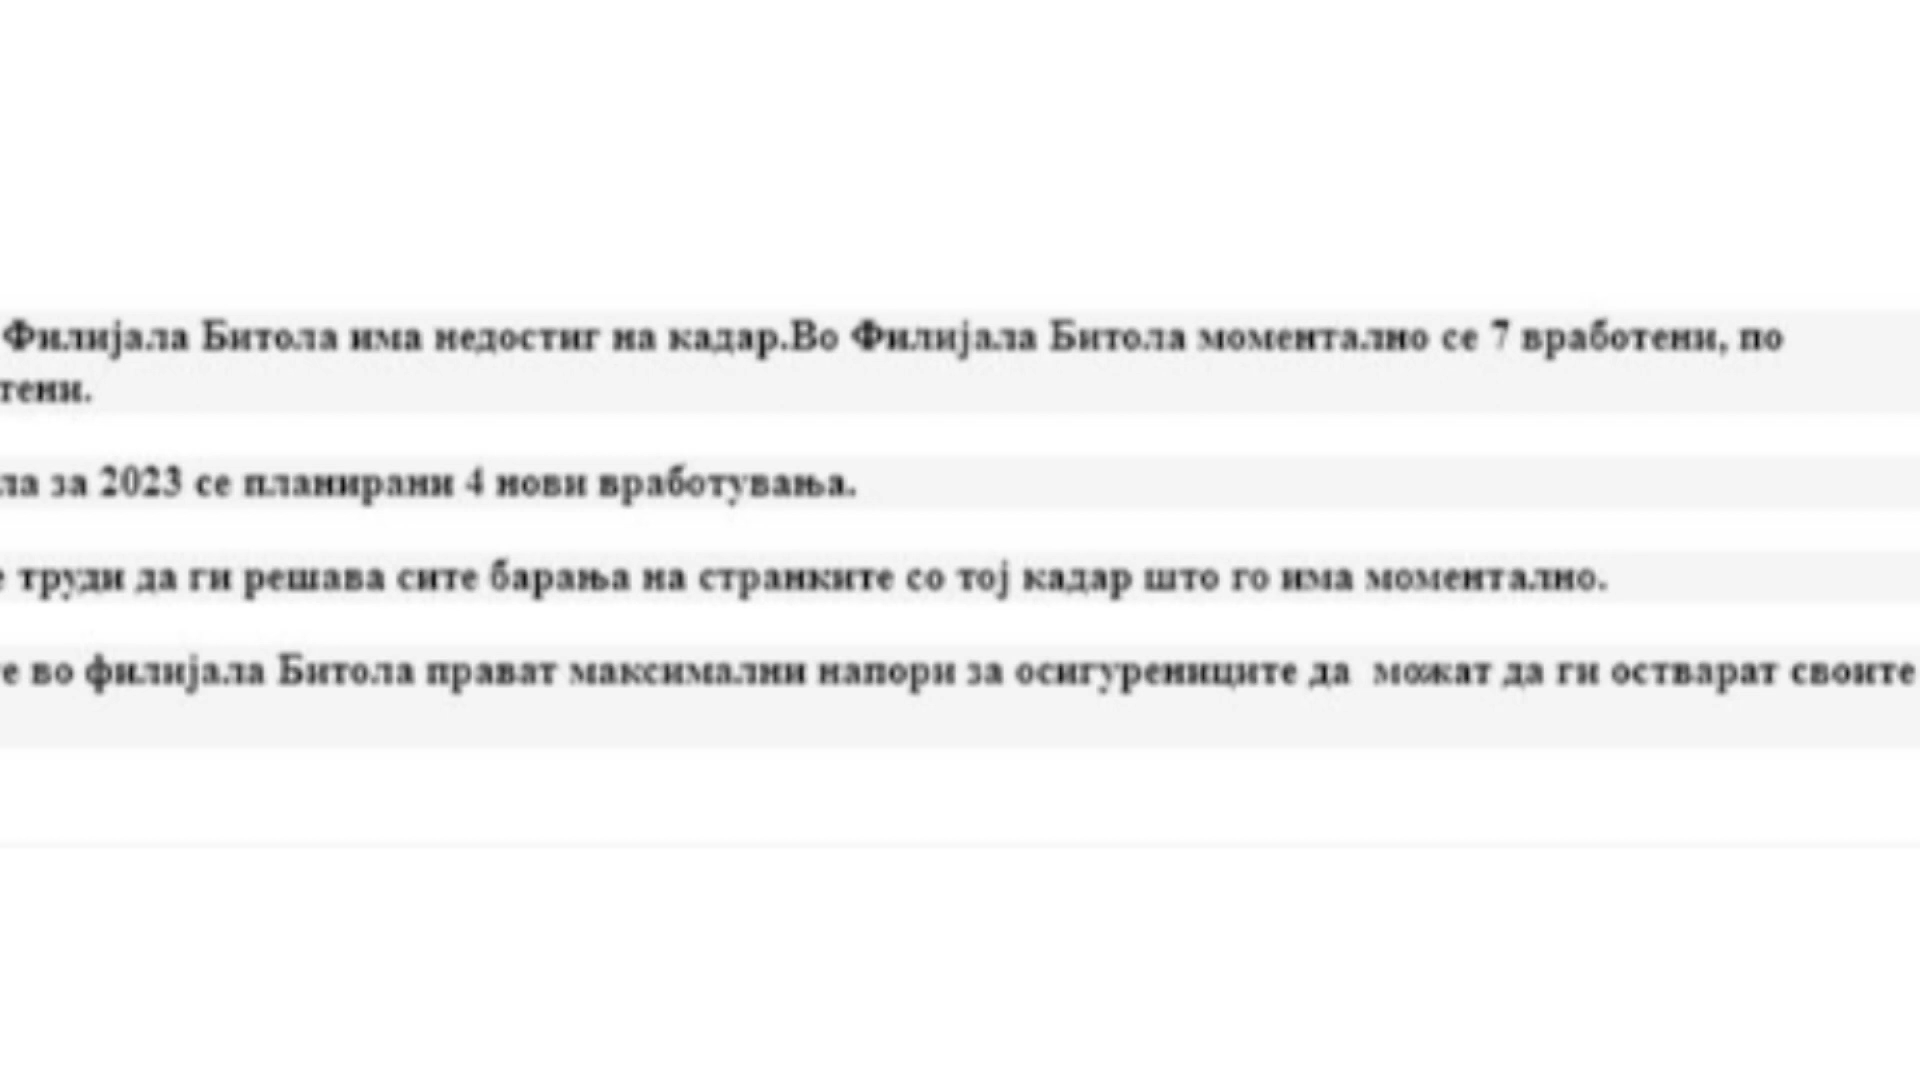 Филијала Битола има недостиг на кадар.Во Филијала Битола моментално се 7 вработени, по
тени.
ла за 2023 се планирани 4 нови вработувања.
е труди да ги решава сите барања на странките со тој кадар што го има моментално.
е во филијала Битола прават максимални напори за осигурениците да  можат да ги остварат своите